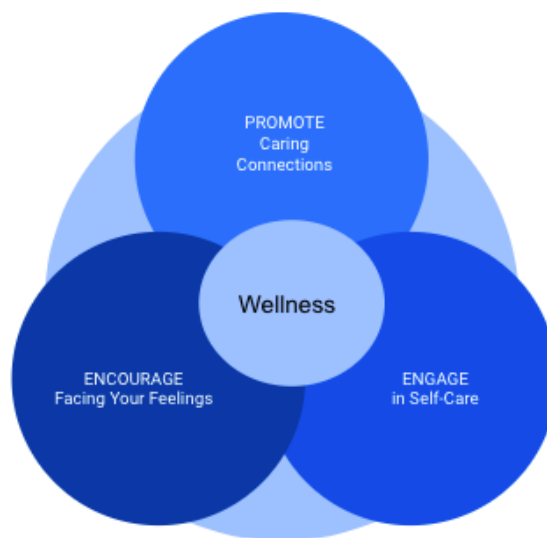 PROMOTE
Caring
Connections
Wellness
ENCOURAGE
Facing Your Feelings
ENGAGE
in Self-Care